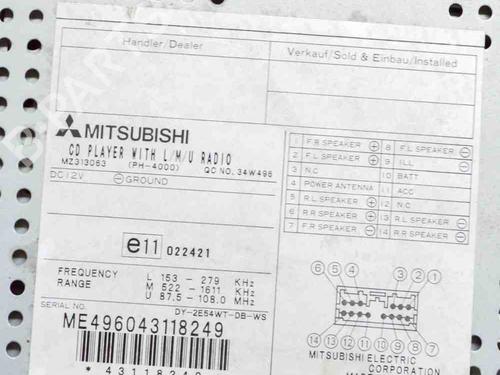 Handler/Dealer
Verkauf/Sold & Einbau/Installed
MITSUBISHI
CD PLAYER WITH L/M/U RADIO
MZ313063 (PH-4000) QC NO. 34W496
DC12V ⊖ GROUND
e11 022421
FREQUENCY RANGE
L 153 - 279 KHz
M 522 - 1611 KHz
U 87.5 - 108.0 MHz
SERIAL NO.
DY-2E54WT-DB-WS
ME496043118249
1 F.R SPEAKER ⊕ 8 F.L SPEAKER ⊖
2 F.L SPEAKER ⊕ 9 ILL ⊖
3 N.C 10 BATT
4 POWER ANTENNA 11 ACC
5 R.L SPEAKER ⊕ 12 N.C
6 R.R SPEAKER ⊕ 13 R.L SPEAKER ⊖
7 F.R SPEAKER ⊖ 14 R.R SPEAKER ⊖
6 5 4 3 2 1
14 13 12 11 10 9 8 7
MITSUBISHI ELECTRIC
CORPORATION